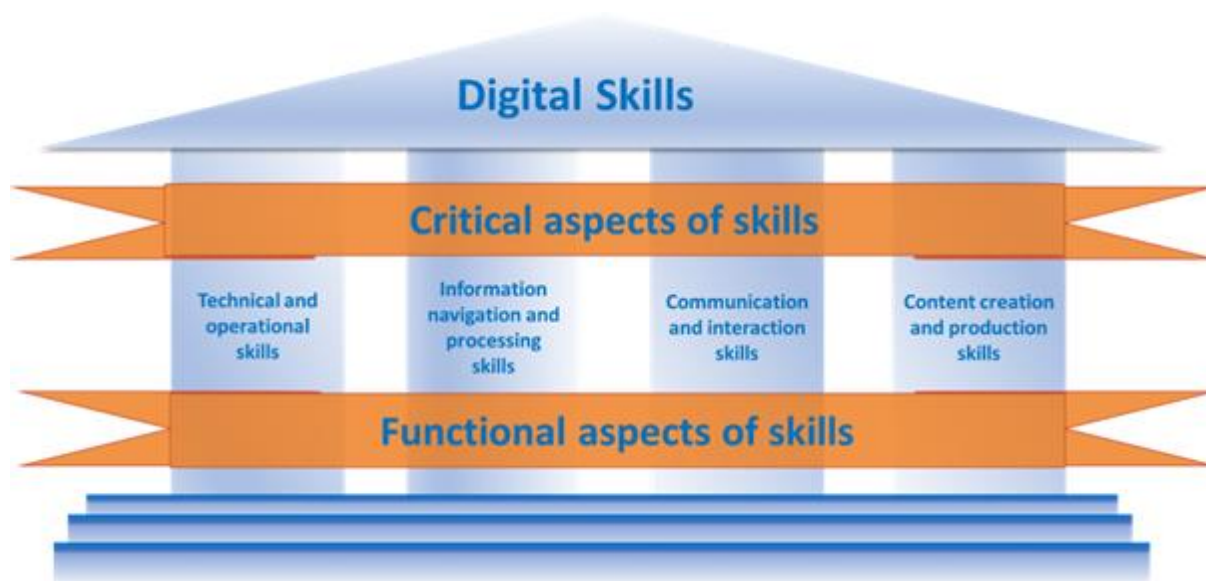 Digital Skills
Critical aspects of skills
Technical and
operational
skills
Information
navigation and
processing
skills
Communication
and interaction
skills
Content creation
and production
skills
Functional aspects of skills